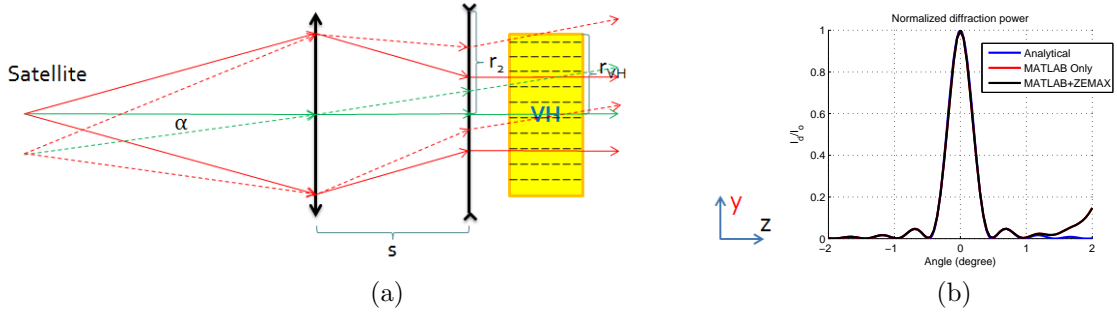 Satellite
α
r2
rVH
VH
s
y
z
(a)
Normalized diffraction power
Id/Io
1
0.8
0.6
0.4
0.2
0
−2
−1
0
1
2
Angle (degree)
Analytical
MATLAB Only
MATLAB+ZEMAX
(b)